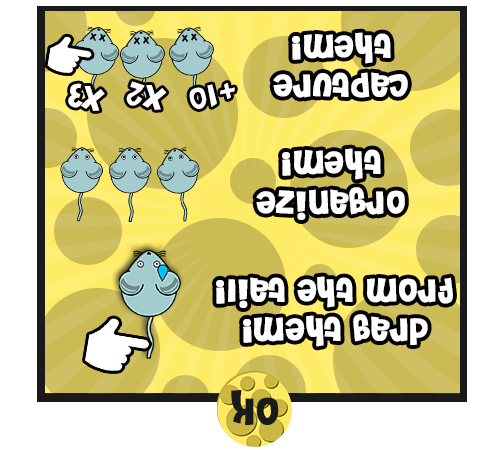 OK
drag them!
from the tail!
organize
them!
capture
them!
+10 x2 x3